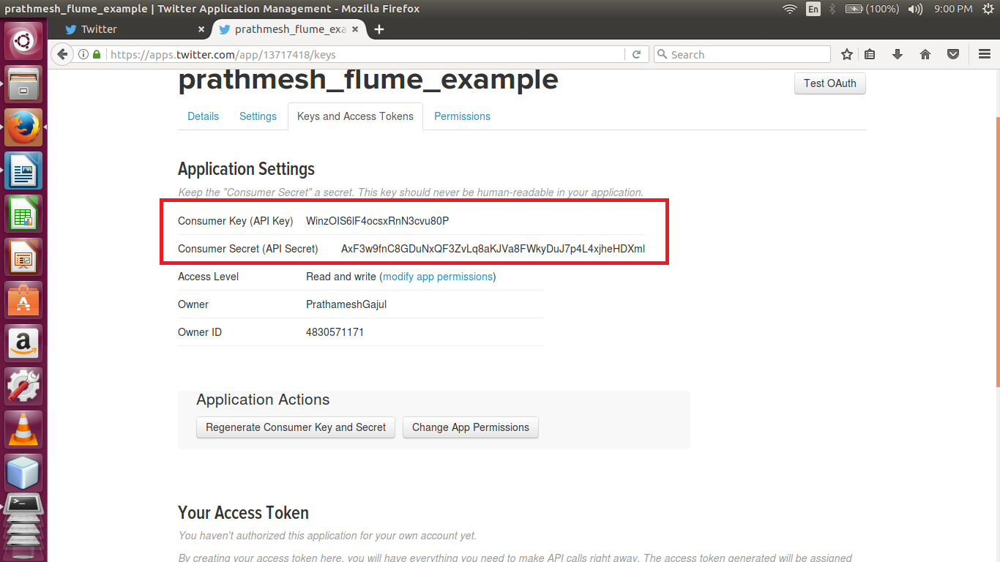 prathmesh_flume_example | Twitter Application Management - Mozilla Firefox
En (100%) 9:00 PM
Twitter × prathmesh_flume_exa ×
https://apps.twitter.com/app/13717418/keys
Search
prathmesh_flume_example
Test OAuth
Details Settings Keys and Access Tokens Permissions
Application Settings
Keep the "Consumer Secret" a secret. This key should never be human-readable in your application.
Consumer Key (API Key)
Consumer Secret (API Secret)
Access Level Read and write (modify app permissions)
Owner PrathameshGajul
Owner ID 4830571171
Application Actions
Regenerate Consumer Key and Secret Change App Permissions
Your Access Token
You haven't authorized this application for your own account yet.
By creating your access token here, you will have everything you need to make API calls right away. The access token generated will be assigned